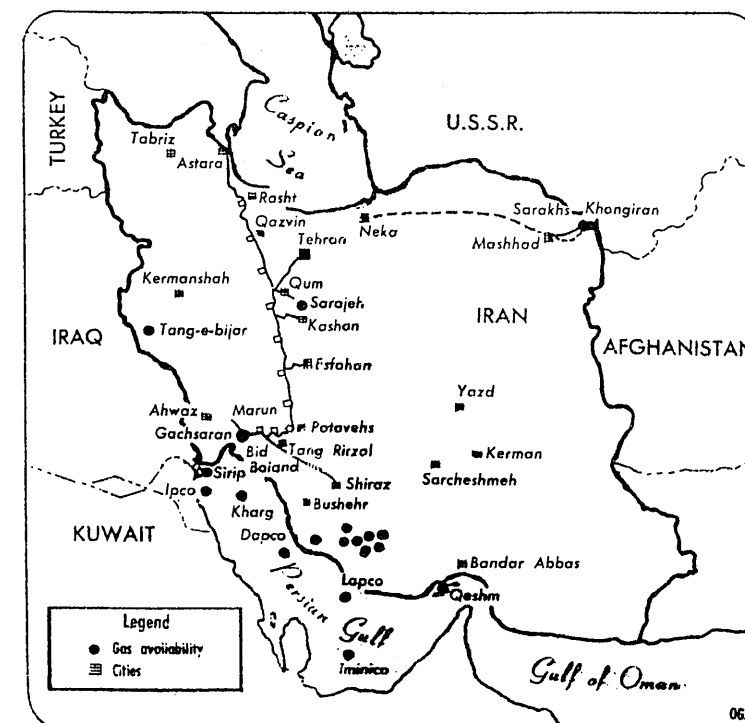 TURKEY
Caspian
Sea
U.S.S.R.
Tabriz
Astara
Rasht
Qazvin
Tehran
Neka
Sarakhs
Khongiran
Mashhad
Kermanshah
Qum
Sarajeh
Kashan
IRAQ
Tang-e-bijar
IRAN
AFGHANISTAN
Esfahan
Yazd
Ahwaz
Marun
Gachsaran
Potavehs
Bid
Boland
Tang Rirzol
Kerman
Sarcheshmeh
Sirip
Ipco
Kharg
Shiraz
Bushehr
KUWAIT
Dapco
Bandar Abbas
Lapco
Qeshm
Persian
Gulf
Iminico
Gulf of Oman
Legend
Gas availability
Cities
06